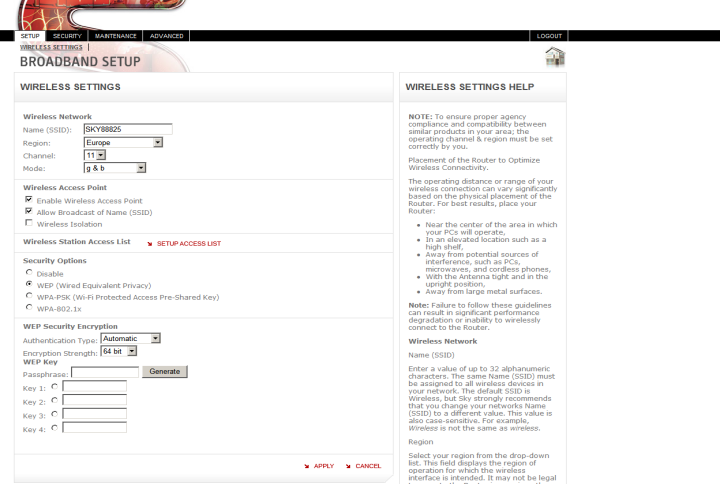 SETUP SECURITY MAINTENANCE ADVANCED LOGOUT
WIRELESS SETTINGS
BROADBAND SETUP
WIRELESS SETTINGS
Wireless Network
Name (SSID): SKY88825
Region: Europe
Channel: 11
Mode: g & b
Wireless Access Point
Enable Wireless Access Point
Allow Broadcast of Name (SSID)
Wireless Isolation
Wireless Station Access List SETUP ACCESS LIST
Security Options
Disable
WEP (Wired Equivalent Privacy)
WPA-PSK (Wi-Fi Protected Access Pre-Shared Key)
WPA-802.1x
WEP Security Encryption
Authentication Type: Automatic
Encryption Strength: 64 bit
WEP Key
Passphrase: Generate
Key 1:
Key 2:
Key 3:
Key 4:
APPLY CANCEL
WIRELESS SETTINGS HELP
NOTE: To ensure proper agency
compliance and compatibility between
similar products in your area; the
operating channel & region must be set
correctly by you.
Placement of the Router to Optimize
Wireless Connectivity.
The operating distance or range of your
wireless connection can vary significantly
based on the physical placement of the
Router. For best results, place your
Router:
Near the center of the area in which
your PCs will operate,
In an elevated location such as a
high shelf,
Away from potential sources of
interference, such as PCs,
microwaves, and cordless phones,
With the Antenna tight and in the
upright position,
Away from large metal surfaces.
Note: Failure to follow these guidelines
can result in significant performance
degradation or inability to wirelessly
connect to the Router.
Wireless Network
Name (SSID)
Enter a value of up to 32 alphanumeric
characters. The same Name (SSID) must
be assigned to all wireless devices in
your network. The default SSID is
Wireless, but Sky strongly recommends
that you change your networks Name
(SSID) to a different value. This value is
also case-sensitive. For example,
Wireless is not the same as wireless.
Region
Select your region from the drop-down
list. This field displays the region of
operation for which the wireless
interface is intended. It may not be legal